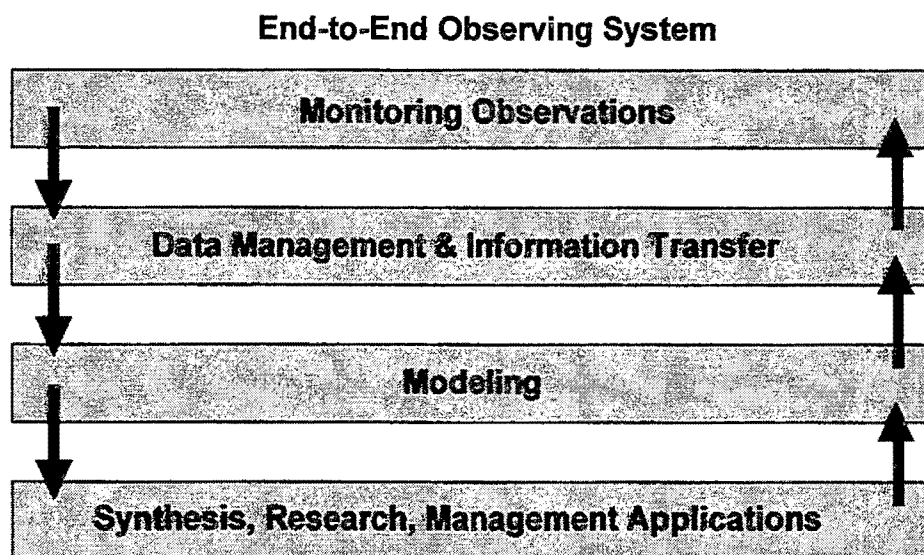 End-to-End Observing System
Monitoring Observations
Data Management & Information Transfer
Modeling
Synthesis, Research, Management Applications